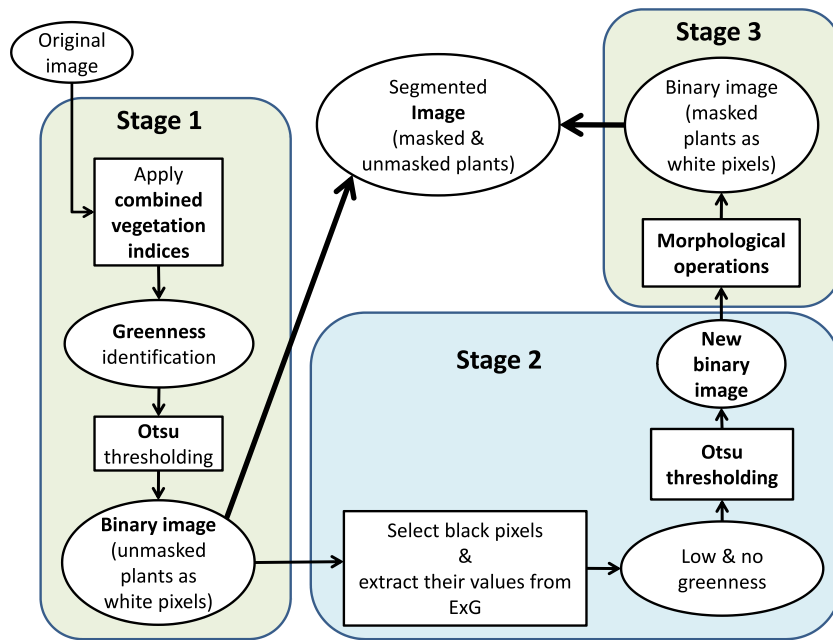 Original
image
Stage 1
Apply
combined
vegetation
indices
Greenness
identification
Otsu
thresholding
Binary image
(unmasked
plants as
white pixels)
Segmented
Image
(masked &
unmasked plants)
Stage 2
Select black pixels
&
extract their values from
ExG
Low & no
greenness
Otsu
thresholding
New
binary
image
Stage 3
Morphological
operations
Binary image
(masked
plants as
white pixels)